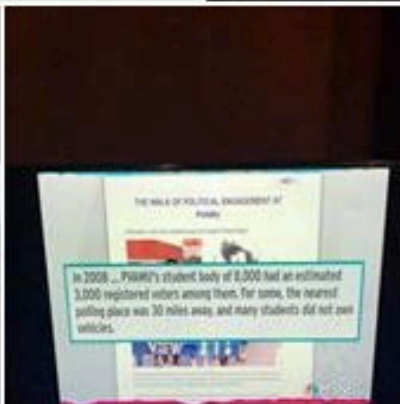 THE WALK OF POLITICAL ENGAGEMENT AT
PVAMU
In 2008 ... PVAMU's student body of 8,000 had an estimated
3,000 registered voters among them. For some, the nearest
polling place was 30 miles away, and many students did not own
vehicles.